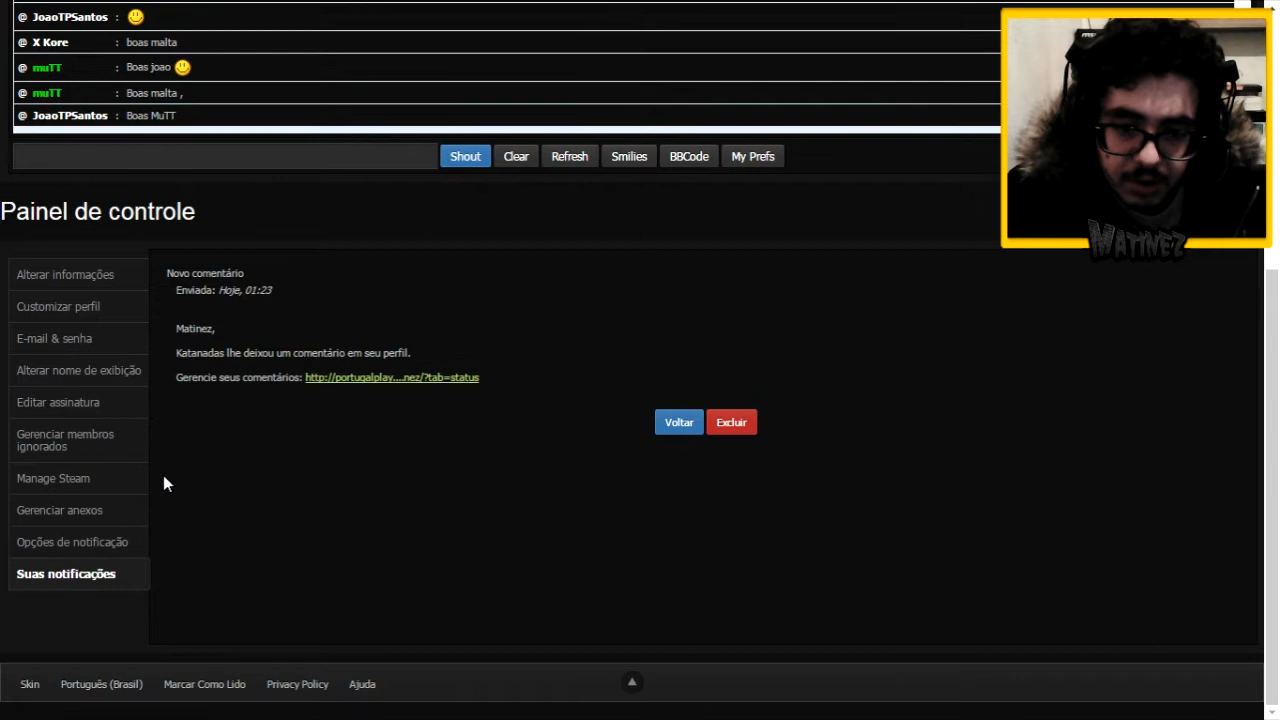 @ JoaoTPSantos :
@ X Kore : boas malta
@ muTT : Boas joao
@ muTT : Boas malta ,
@ JoaoTPSantos : Boas MuTT
Shout Clear Refresh Smilies BBCode My Prefs
MATINEZ
Painel de controle
Alterar informações
Customizar perfil
E-mail & senha
Alterar nome de exibição
Editar assinatura
Gerenciar membros
ignorados
Manage Steam
Gerenciar anexos
Opções de notificação
Suas notificações
Novo comentário
Enviada: Hoje, 01:23
Matinez,
Katanadas lhe deixou um comentário em seu perfil.
Gerencie seus comentários: http://portugalplay....nez/?tab=status
Voltar Excluir
Skin Português (Brasil) Marcar Como Lido Privacy Policy Ajuda